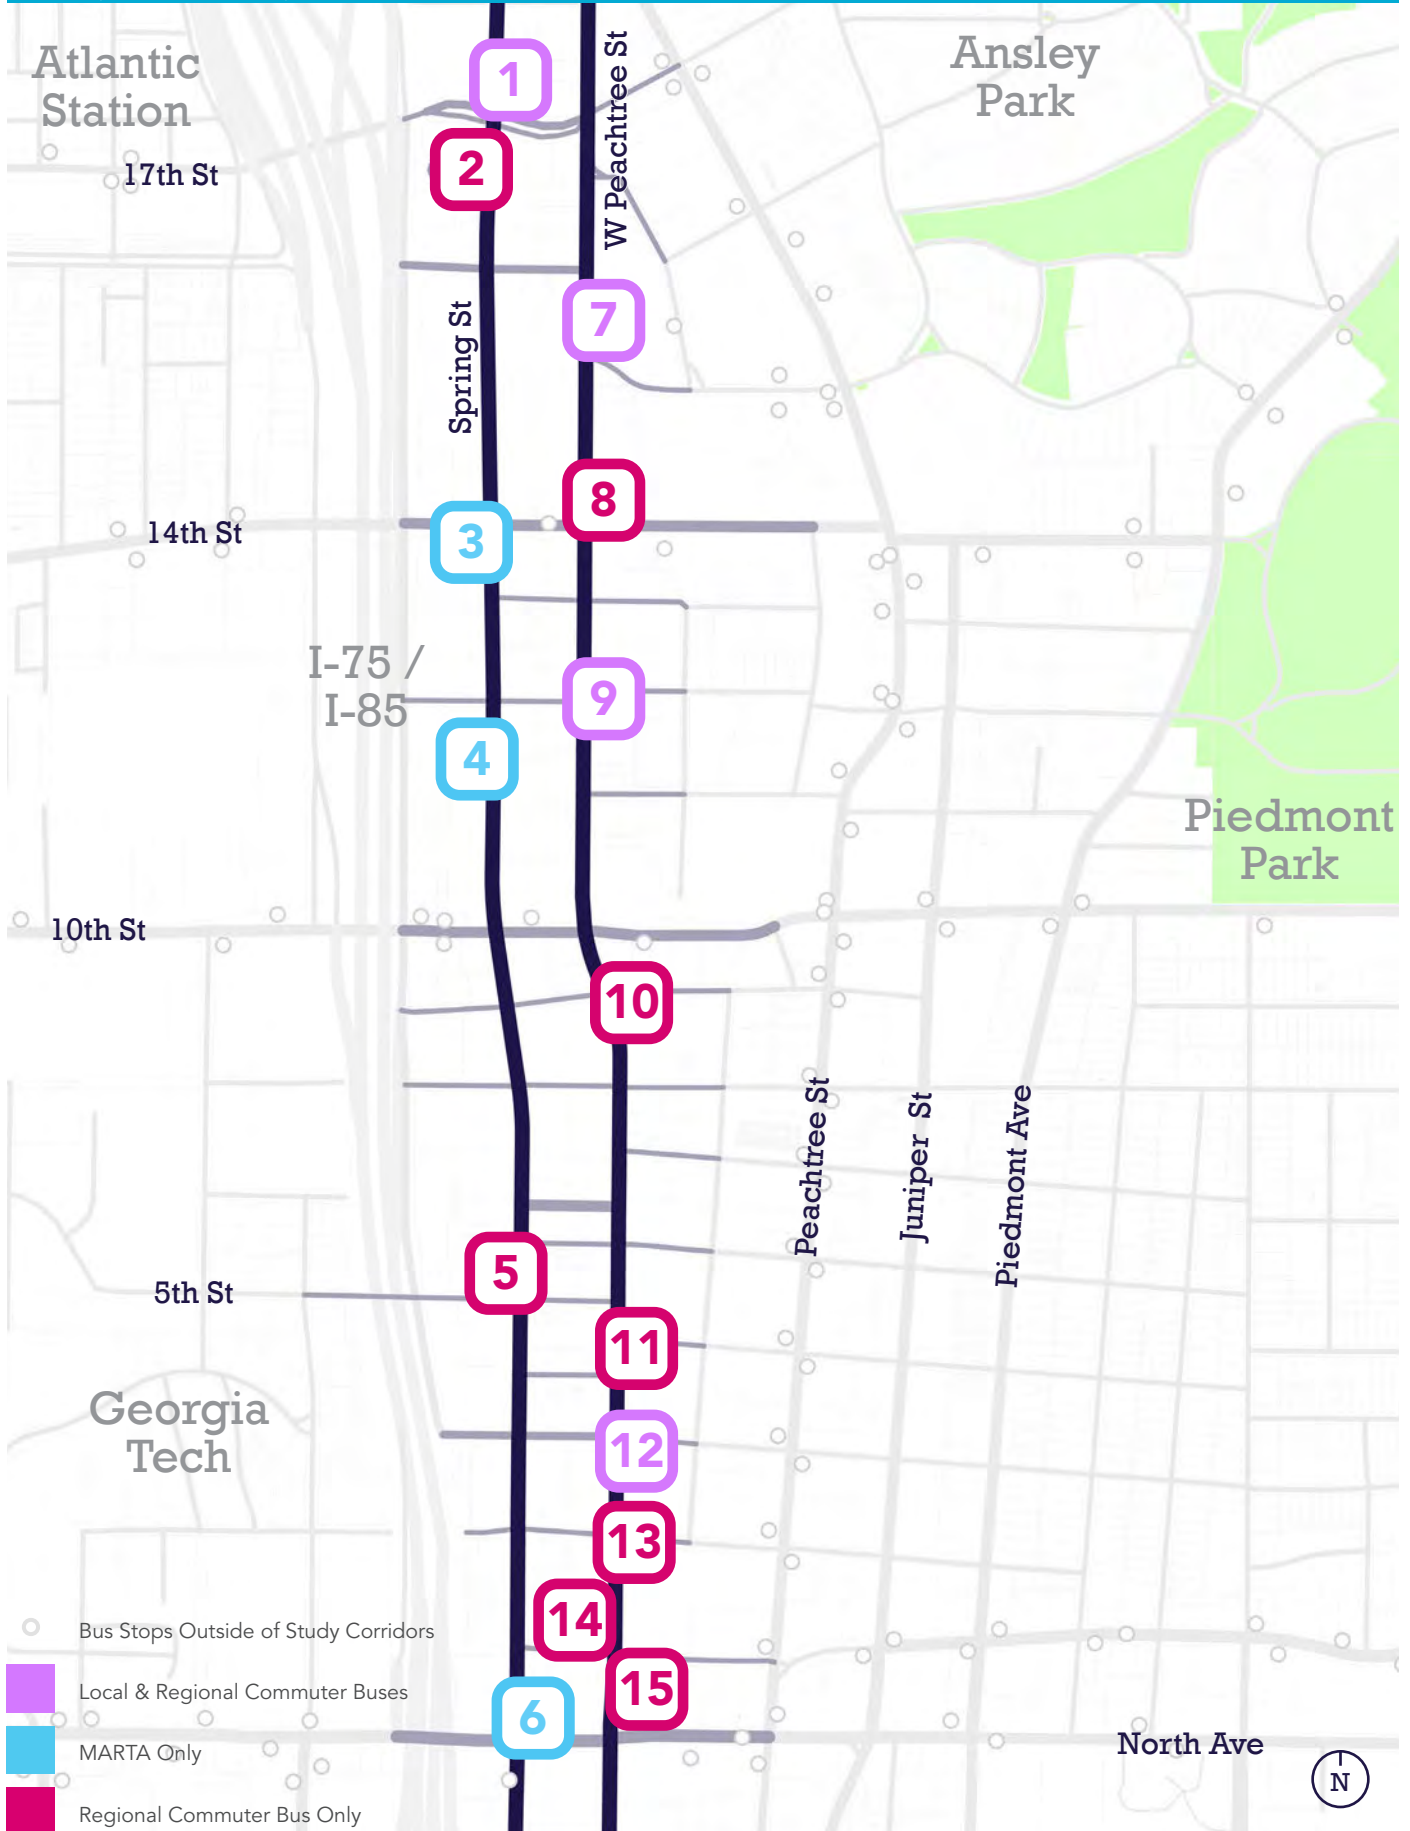 Atlantic
Station
Ansley
Park
W Peachtree St
1
2
17th St
7
Spring St
8
14th St
3
I-75 /
I-85
9
4
Piedmont
Park
10th St
10
Peachtree St
Juniper St
Piedmont Ave
5
5th St
11
Georgia
Tech
12
13
14
15
6
North Ave
N
Bus Stops Outside of Study Corridors
Local & Regional Commuter Buses
MARTA Only
Regional Commuter Bus Only